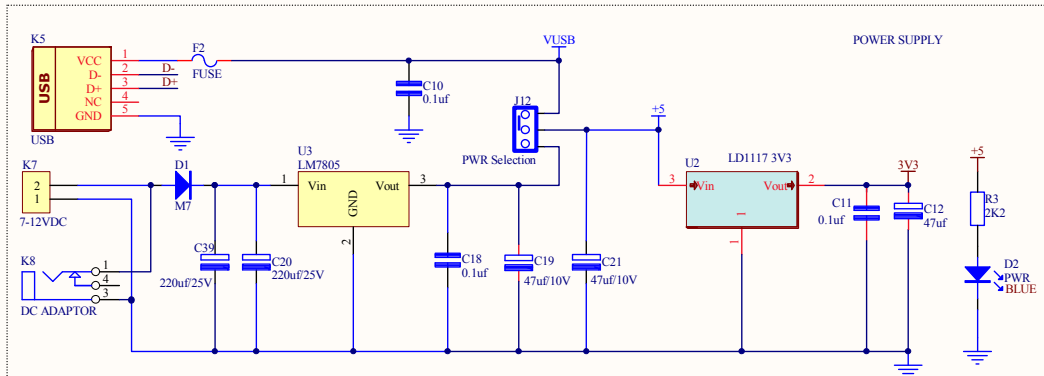 POWER SUPPLY
K5
USB
VCC
D-
D+
NC
GND
1
2
3
4
5
D-
D+
USB
F2
FUSE
C10
0.1uf
VUSB
J12
PWR Selection
+5
K7
2
1
7-12VDC
D1
M7
U3
LM7805
1
Vin
Vout
3
GND
2
U2
LD1117 3V3
3
Vin
Vout
2
1
1
3V3
+5
R3
2K2
C39
220uf/25V
C20
220uf/25V
C18
0.1uf
C19
47uf/10V
C21
47uf/10V
C11
0.1uf
C12
47uf
D2
PWR
BLUE
K8
1
4
3
DC ADAPTOR